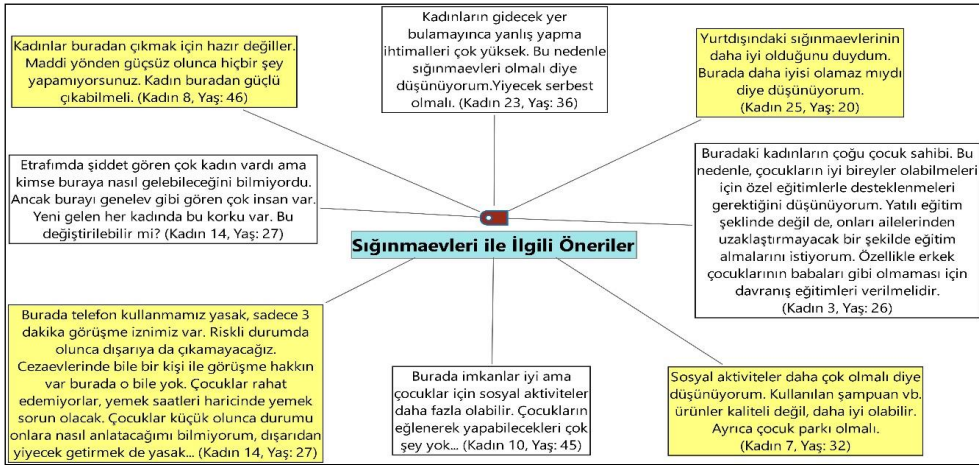 Kadınlar buradan çıkmak için hazır değiller.
Maddi yönden güçsüz olunca hiçbir şey
yapamıyorsunuz. Kadın buradan güçlü
çıkabilmeli. (Kadın 8, Yaş: 46)
Kadınların gidecek yer
bulamayınca yanlış yapma
ihtimalleri çok yüksek. Bu nedenle
sığınmaevleri olmalı diye
düşünüyorum.Yiyecek serbest
olmalı. (Kadın 23, Yaş: 36)
Yurtdışındaki sığınmaevlerinin
daha iyi olduğunu duydum.
Burada daha iyisi olamaz mıydı
diye düşünüyorum.
(Kadın 25, Yaş: 20)
Etrafımda şiddet gören çok kadın vardı ama
kimse buraya nasıl gelebileceğini bilmiyordu.
Ancak burayı genelev gibi gören çok insan var.
Yeni gelen her kadında bu korku var. Bu
değiştirilebilir mi? (Kadın 14, Yaş: 27)
Buradaki kadınların çoğu çocuk sahibi. Bu
nedenle, çocukların iyi bireyler olabilmeleri
için özel eğitimlerle desteklenmeleri
gerektiğini düşünüyorum. Yatılı eğitim
şeklinde değil de, onları ailelerinden
uzaklaştırmayacak bir şekilde eğitim
almalarını istiyorum. Özellikle erkek
çocuklarının babaları gibi olmaması için
davranış eğitimleri verilmelidir.
(Kadın 3, Yaş: 26)
Sığınmaevleri ile İlgili Öneriler
Burada telefon kullanmamız yasak, sadece 3
dakika görüşme iznimiz var. Riskli durumda
olunca dışarıya da çıkamayacağız.
Cezaevlerinde bile bir kişi ile görüşme hakkın
var burada o bile yok. Çocuklar rahat
edemiyorlar, yemek saatleri haricinde yemek
sorun olacak. Çocuklar küçük olunca durumu
onlara nasıl anlatacağımı bilmiyorum, dışarıdan
yiyecek getirmek de yasak... (Kadın 14, Yaş: 27)
Burada imkanlar iyi ama
çocuklar için sosyal aktiviteler
daha fazla olabilir. Çocukların
eğlenerek yapabilecekleri çok
şey yok... (Kadın 10, Yaş: 45)
Sosyal aktiviteler daha çok olmalı diye
düşünüyorum. Kullanılan şampuan vb.
ürünler kaliteli değil, daha iyi olabilir.
Ayrıca çocuk parkı olmalı.
(Kadın 7, Yaş: 32)